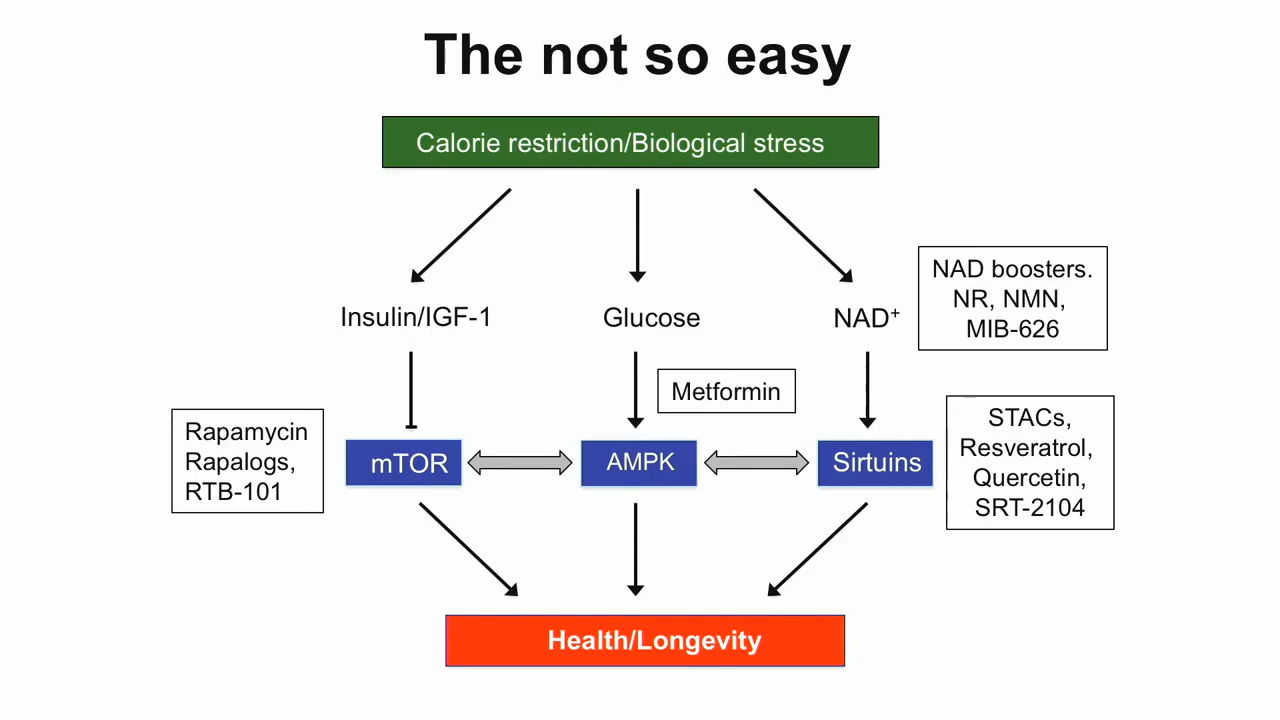 The not so easy
Calorie restriction/Biological stress
NAD boosters.
NR, NMN,
MIB-626
Insulin/IGF-1
Glucose
NAD⁺
Metformin
Rapamycin
Rapalogs,
RTB-101
mTOR
AMPK
Sirtuins
STACs,
Resveratrol,
Quercetin,
SRT-2104
Health/Longevity